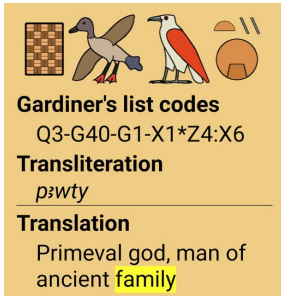 Gardiner's list codes
Q3-G40-G1-X1*Z4:X6
Transliteration
pꜣwty
Translation
Primeval god, man of
ancient family